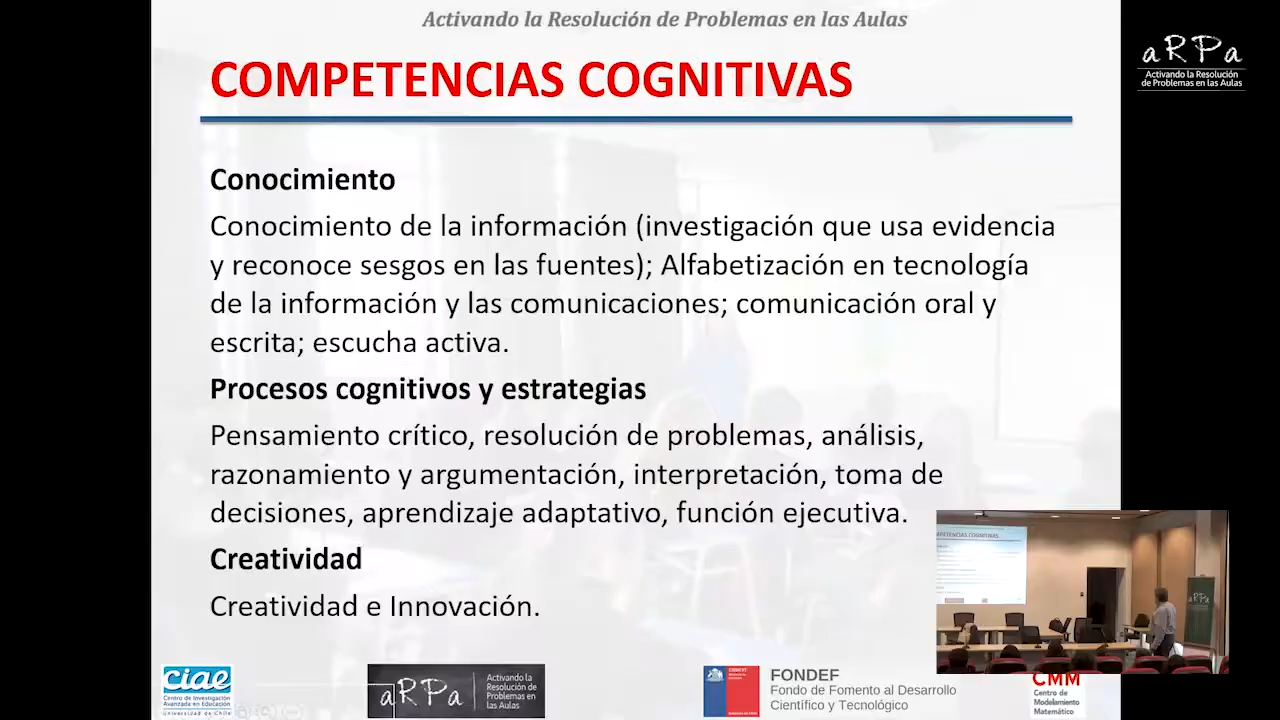 Activando la Resolución de Problemas en las Aulas
aRPa
Activando la Resolución
de Problemas en las Aulas
COMPETENCIAS COGNITIVAS
Conocimiento
Conocimiento de la información (investigación que usa evidencia
y reconoce sesgos en las fuentes); Alfabetización en tecnología
de la información y las comunicaciones; comunicación oral y
escrita; escucha activa.
Procesos cognitivos y estrategias
Pensamiento crítico, resolución de problemas, análisis,
razonamiento y argumentación, interpretación, toma de
decisiones, aprendizaje adaptativo, función ejecutiva.
Creatividad
Creatividad e Innovación.
COMPETENCIAS COGNITIVAS
aRPa
ciae
Centro de Investigación
Avanzada en Educación
Universidad de Chile
aRPa
Activando la
Resolución de
Problemas en
las Aulas
FONDEF
Fondo de Fomento al Desarrollo
Científico y Tecnológico
CMM
Centro de
Modelamiento
Matemático